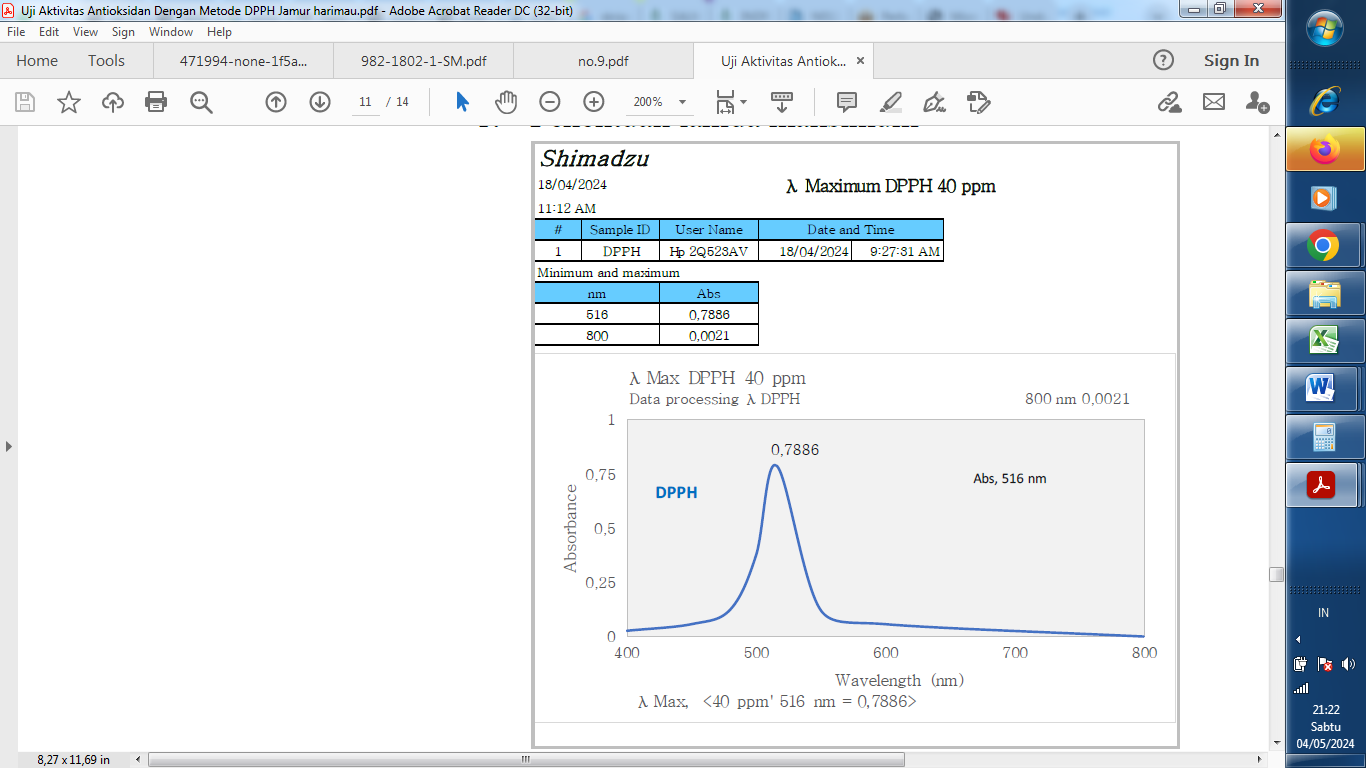 Uji Aktivitas Antioksidan Dengan Metode DPPH Jamur harimau.pdf - Adobe Acrobat Reader DC (32-bit)
File Edit View Sign Window Help
Home Tools 471994-none-1f5a... 982-1802-1-SM.pdf no.9.pdf Uji Aktivitas Antiok... × Sign In
11 / 14 200%
Shimadzu
18/04/2024
λ Maximum DPPH 40 ppm
11:12 AM
# Sample ID User Name Date and Time
1 DPPH Hp 2Q523AV 18/04/2024 9:27:31 AM
Minimum and maximum
nm Abs
516 0,7886
800 0,0021
λ Max DPPH 40 ppm
Data processing λ DPPH 800 nm 0,0021
1
0,7886
0,75
Abs, 516 nm
DPPH
Absorbance
0,5
0,25
0
400 500 600 700 800
Wavelength (nm)
λ Max, <40 ppm' 516 nm = 0,7886>
8,27 x 11,69 in
IN
21:22
Sabtu
04/05/2024